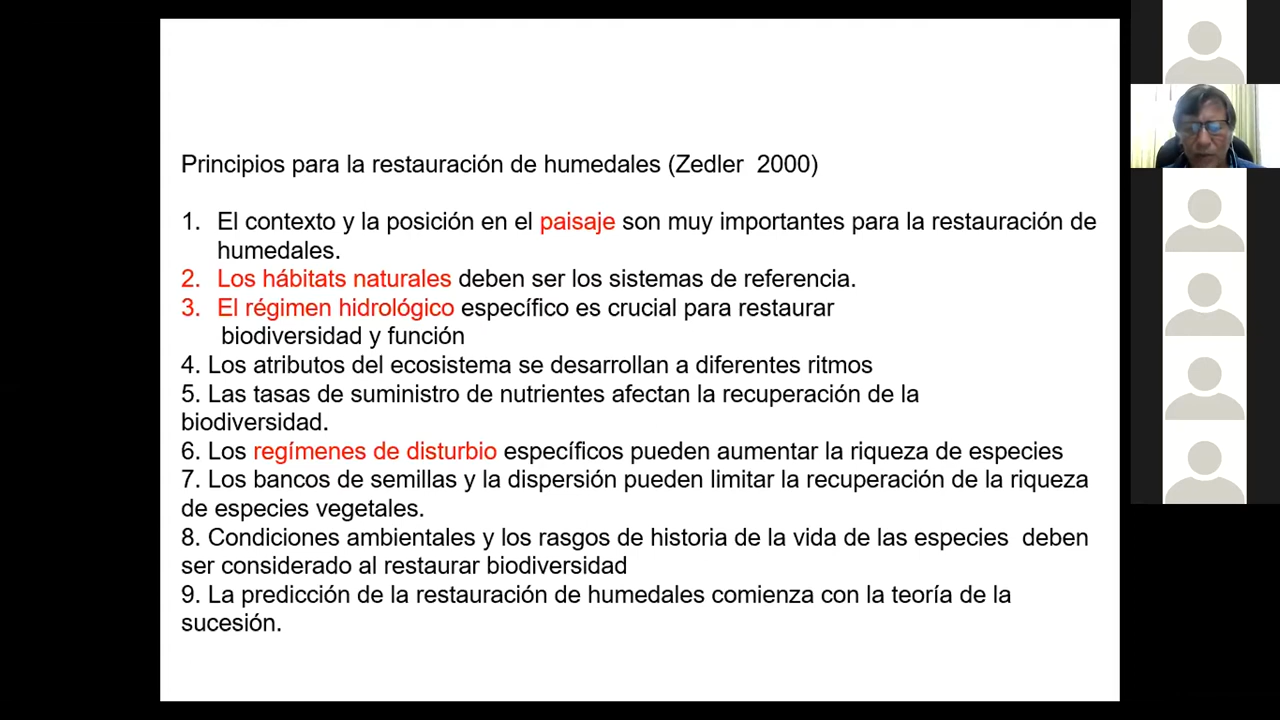 Principios para la restauración de humedales (Zedler 2000)
1. El contexto y la posición en el paisaje son muy importantes para la restauración de
humedales.
2. Los hábitats naturales deben ser los sistemas de referencia.
3. El régimen hidrológico específico es crucial para restaurar
biodiversidad y función
4. Los atributos del ecosistema se desarrollan a diferentes ritmos
5. Las tasas de suministro de nutrientes afectan la recuperación de la
biodiversidad.
6. Los regímenes de disturbio específicos pueden aumentar la riqueza de especies
7. Los bancos de semillas y la dispersión pueden limitar la recuperación de la riqueza
de especies vegetales.
8. Condiciones ambientales y los rasgos de historia de la vida de las especies deben
ser considerado al restaurar biodiversidad
9. La predicción de la restauración de humedales comienza con la teoría de la
sucesión.